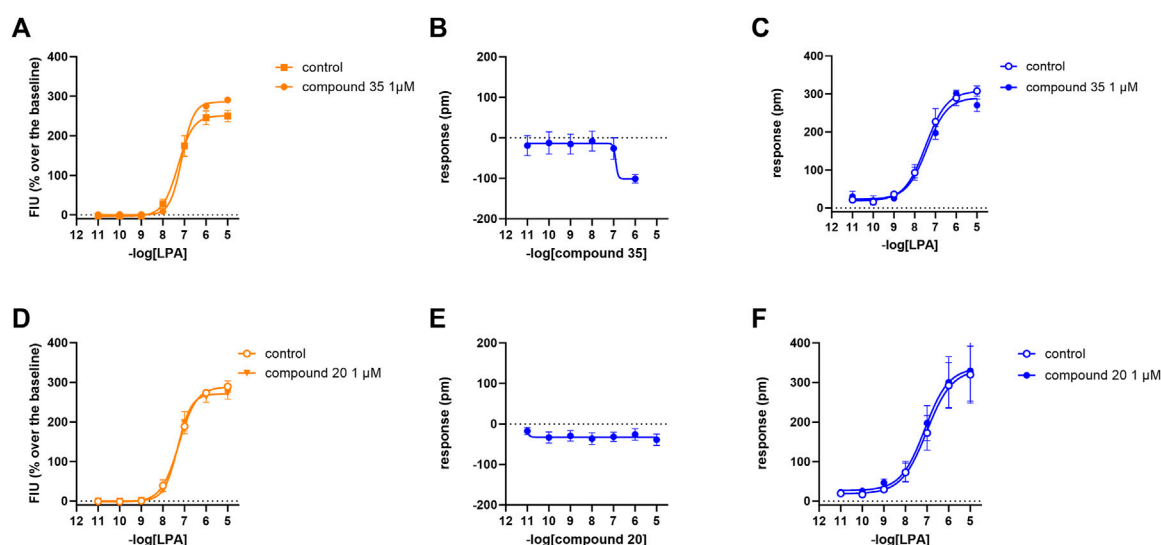 A
400
300
200
100
0
FIU (% over the baseline)
12 11 10 9 8 7 6 5
-log[LPA]
control
compound 35 1µM
B
200
100
0
-100
-200
response (pm)
11 10 9 8 7 6 5
-log[compound 35]
C
400
300
200
100
0
response (pm)
12 11 10 9 8 7 6 5
-log[LPA]
control
compound 35 1 µM
D
400
300
200
100
0
FIU (% over the baseline)
12 11 10 9 8 7 6 5
-log[LPA]
control
compound 20 1 µM
E
200
100
0
-100
-200
response (pm)
11 10 9 8 7 6 5
-log[compound 20]
F
400
300
200
100
0
response (pm)
12 11 10 9 8 7 6 5
-log[LPA]
control
compound 20 1 µM